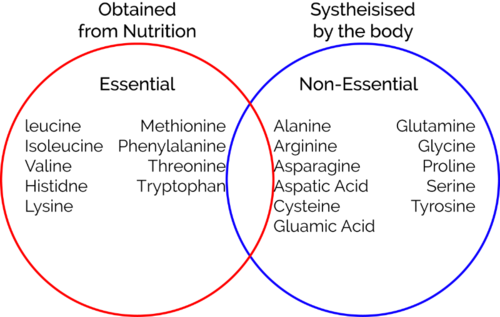 Obtained
from Nutrition
Systheisised
by the body
Essential
leucine
Isoleucine
Valine
Histidne
Lysine
Methionine
Phenylalanine
Threonine
Tryptophan
Non-Essential
Alanine
Arginine
Asparagine
Aspatic Acid
Cysteine
Gluamic Acid
Glutamine
Glycine
Proline
Serine
Tyrosine